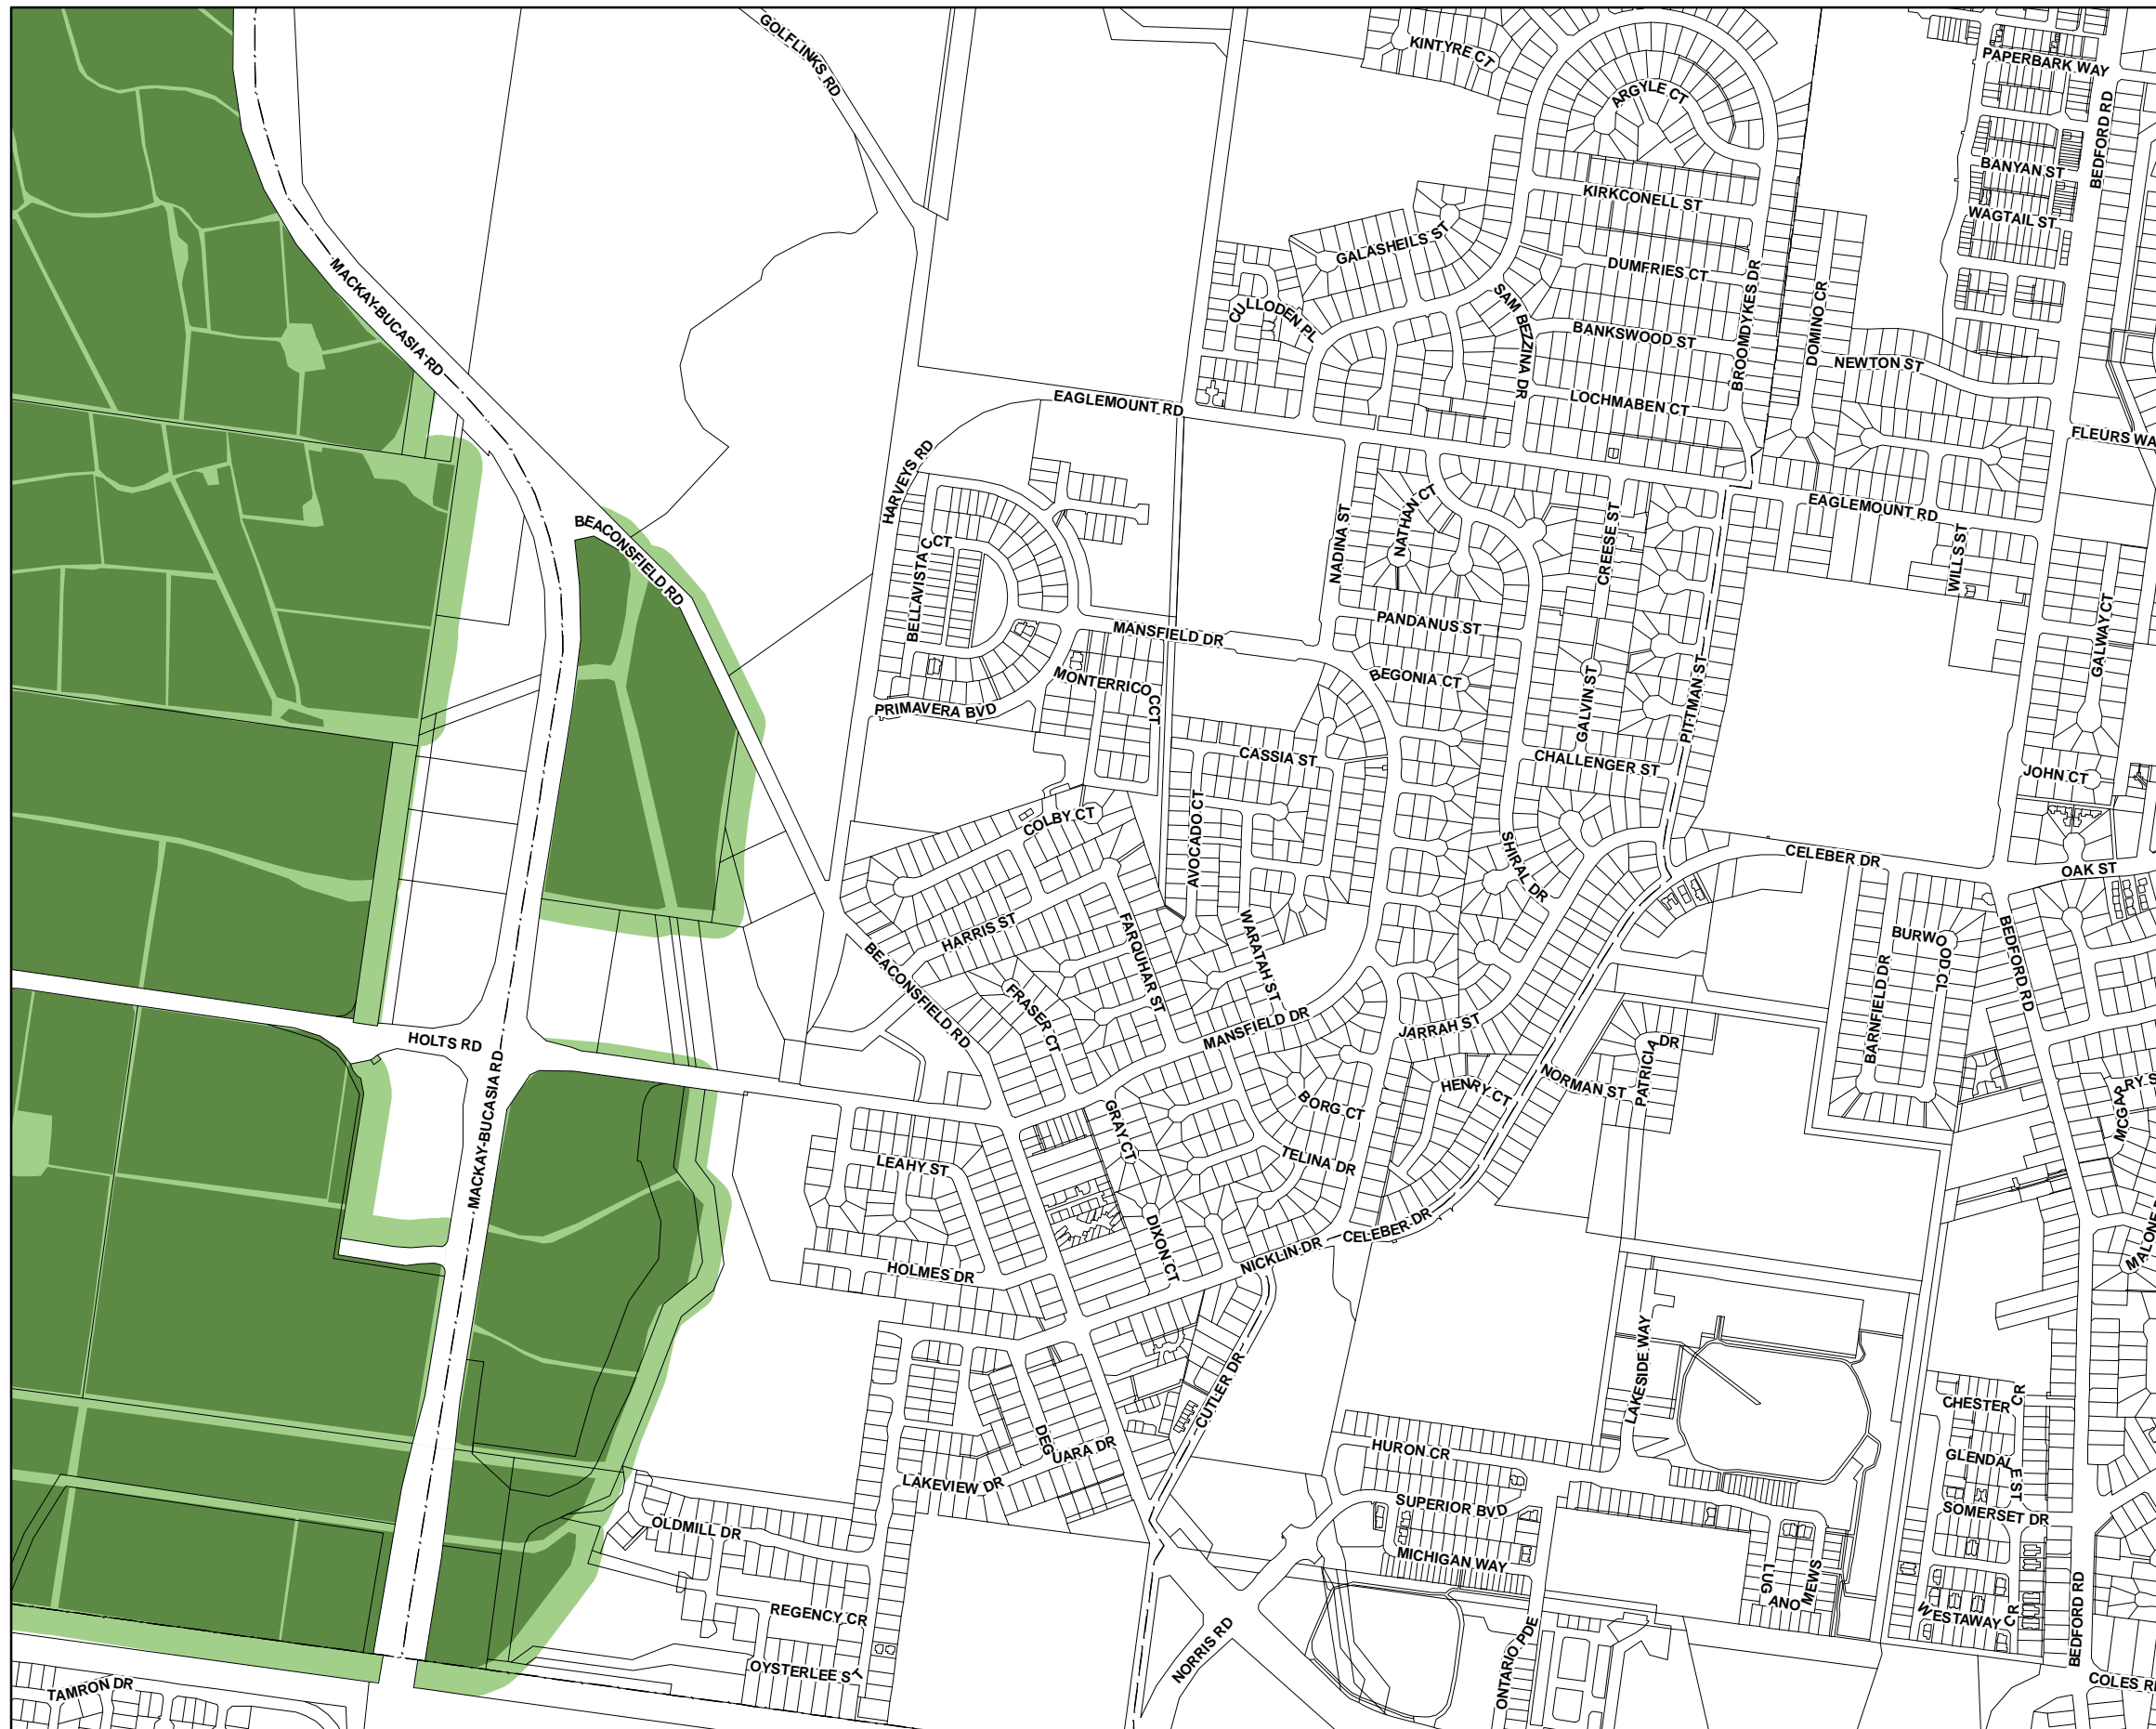 GOLFLINKS RD
KINTYRE CT
PAPERBARK WAY
ARGYLE CT
BEDFORD RD
BANYAN ST
KIRKCONELL ST
WAGTAIL ST
GALASHEILS ST
DUMFRIES CT
MACKAY-BUCASIA RD
CULLODEN PL
SAM BEZZINA DR
BROOMDYKES DR
DOMINO CR
BANKSWOOD ST
NEWTON ST
EAGLEMOUNT RD
LOCHMABEN CT
FLEURS WA
HARVEYS RD
NATHAN CT
EAGLEMOUNT RD
BEACONSFIELD RD
NADINA ST
CREESE ST
WILLS ST
BELLAVISTA C CT
MANSFIELD DR
PANDANUS ST
GALWAY CT
MONTERRICO CCT
BEGONIA CT
GALVIN ST
PITTMAN ST
PRIMAVERA BVD
CASSIA ST
CHALLENGER ST
JOHN CT
COLBY CT
AVOCADO CT
SHIRAL DR
CELEBER DR
OAK ST
HARRIS ST
FARQUHAR ST
WARATAH ST
BURWOOD CL
BEDFORD RD
BEACONSFIELD RD
FRASER CT
BARNFIELD DR
HOLTS RD
MANSFIELD DR
JARRAH ST
PATRICIA DR
MACKAY-BUCASIA RD
HENRY CT
NORMAN ST
BORG CT
GRAY CT
MCGARRY S
LEAHY ST
TELINA DR
DIXON CT
CELEBER DR
NICKLIN DR
MALONE
HOLMES DR
LAKESIDE WAY
CUTLER DR
CHESTER CR
DEGUARA DR
HURON CR
GLENDALE ST
LAKEVIEW DR
SUPERIOR BVD
SOMERSET DR
OLDMILL DR
MICHIGAN WAY
LUGANO MEWS
REGENCY CR
WESTAWAY CR
BEDFORD RD
NORRIS RD
ONTARIO PDE
OYSTERLEE ST
TAMRON DR
COLES R